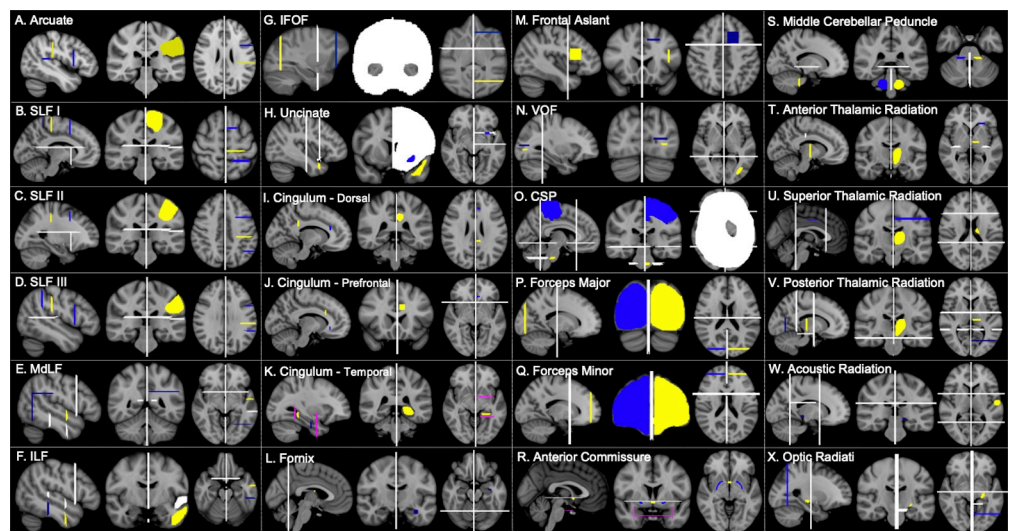 A. Arcuate
B. SLF I
C. SLF II
D. SLF III
E. MdLF
F. ILF
G. IFOF
H. Uncinate
I. Cingulum - Dorsal
J. Cingulum - Prefrontal
K. Cingulum - Temporal
L. Fornix
M. Frontal Aslant
N. VOF
O. CSP
P. Forceps Major
Q. Forceps Minor
R. Anterior Commissure
S. Middle Cerebellar Peduncle
T. Anterior Thalamic Radiation
U. Superior Thalamic Radiation
V. Posterior Thalamic Radiation
W. Acoustic Radiation
X. Optic Radiati